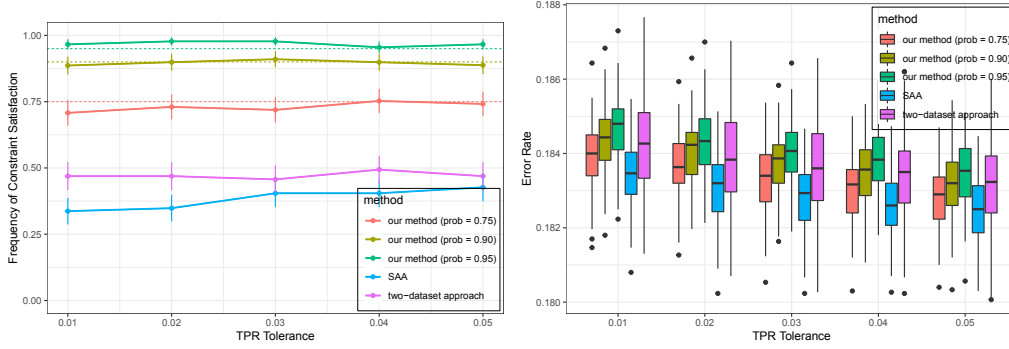 1.00
0.75
0.50
0.25
0.00
Frequency of Constraint Satisfaction
method
our method (prob = 0.75)
our method (prob = 0.90)
our method (prob = 0.95)
SAA
two−dataset approach
0.01
0.02
0.03
0.04
0.05
TPR Tolerance
0.188
0.186
0.184
0.182
0.180
Error Rate
method
our method (prob = 0.75)
our method (prob = 0.90)
our method (prob = 0.95)
SAA
two−dataset approach
0.01
0.02
0.03
0.04
0.05
TPR Tolerance